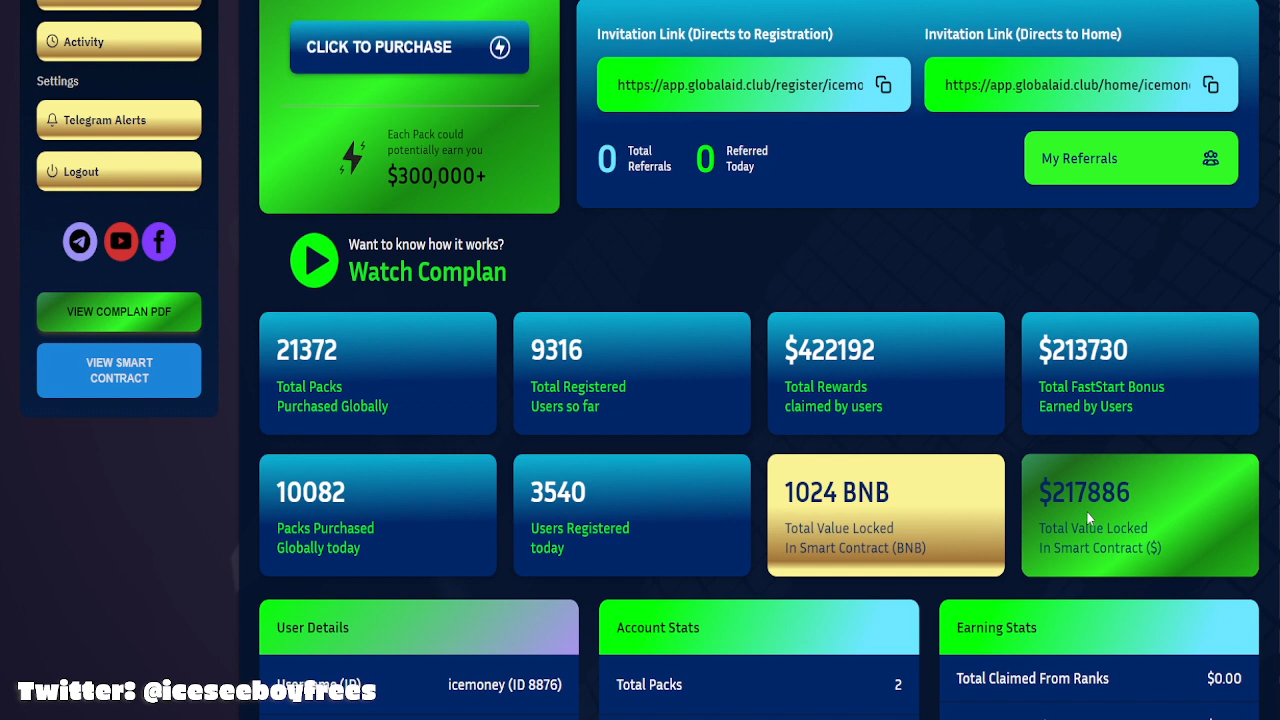 Activity
Settings
Telegram Alerts
Logout
VIEW COMPLAN PDF
VIEW SMART
CONTRACT
CLICK TO PURCHASE
Each Pack could
potentially earn you
$300,000+
Invitation Link (Directs to Registration)
https://app.globalaid.club/register/icemo
Invitation Link (Directs to Home)
https://app.globalaid.club/home/icemon
0 Total
Referrals
0 Referred
Today
My Referrals
Want to know how it works?
Watch Complan
21372
Total Packs
Purchased Globally
9316
Total Registered
Users so far
$422192
Total Rewards
claimed by users
$213730
Total FastStart Bonus
Earned by Users
10082
Packs Purchased
Globally today
3540
Users Registered
today
1024 BNB
Total Value Locked
In Smart Contract (BNB)
$217886
Total Value Locked
In Smart Contract ($)
User Details
Username (ID) icemoney (ID 8876)
Account Stats
Total Packs 2
Earning Stats
Total Claimed From Ranks $0.00
Twitter: @iceseeboyfrees